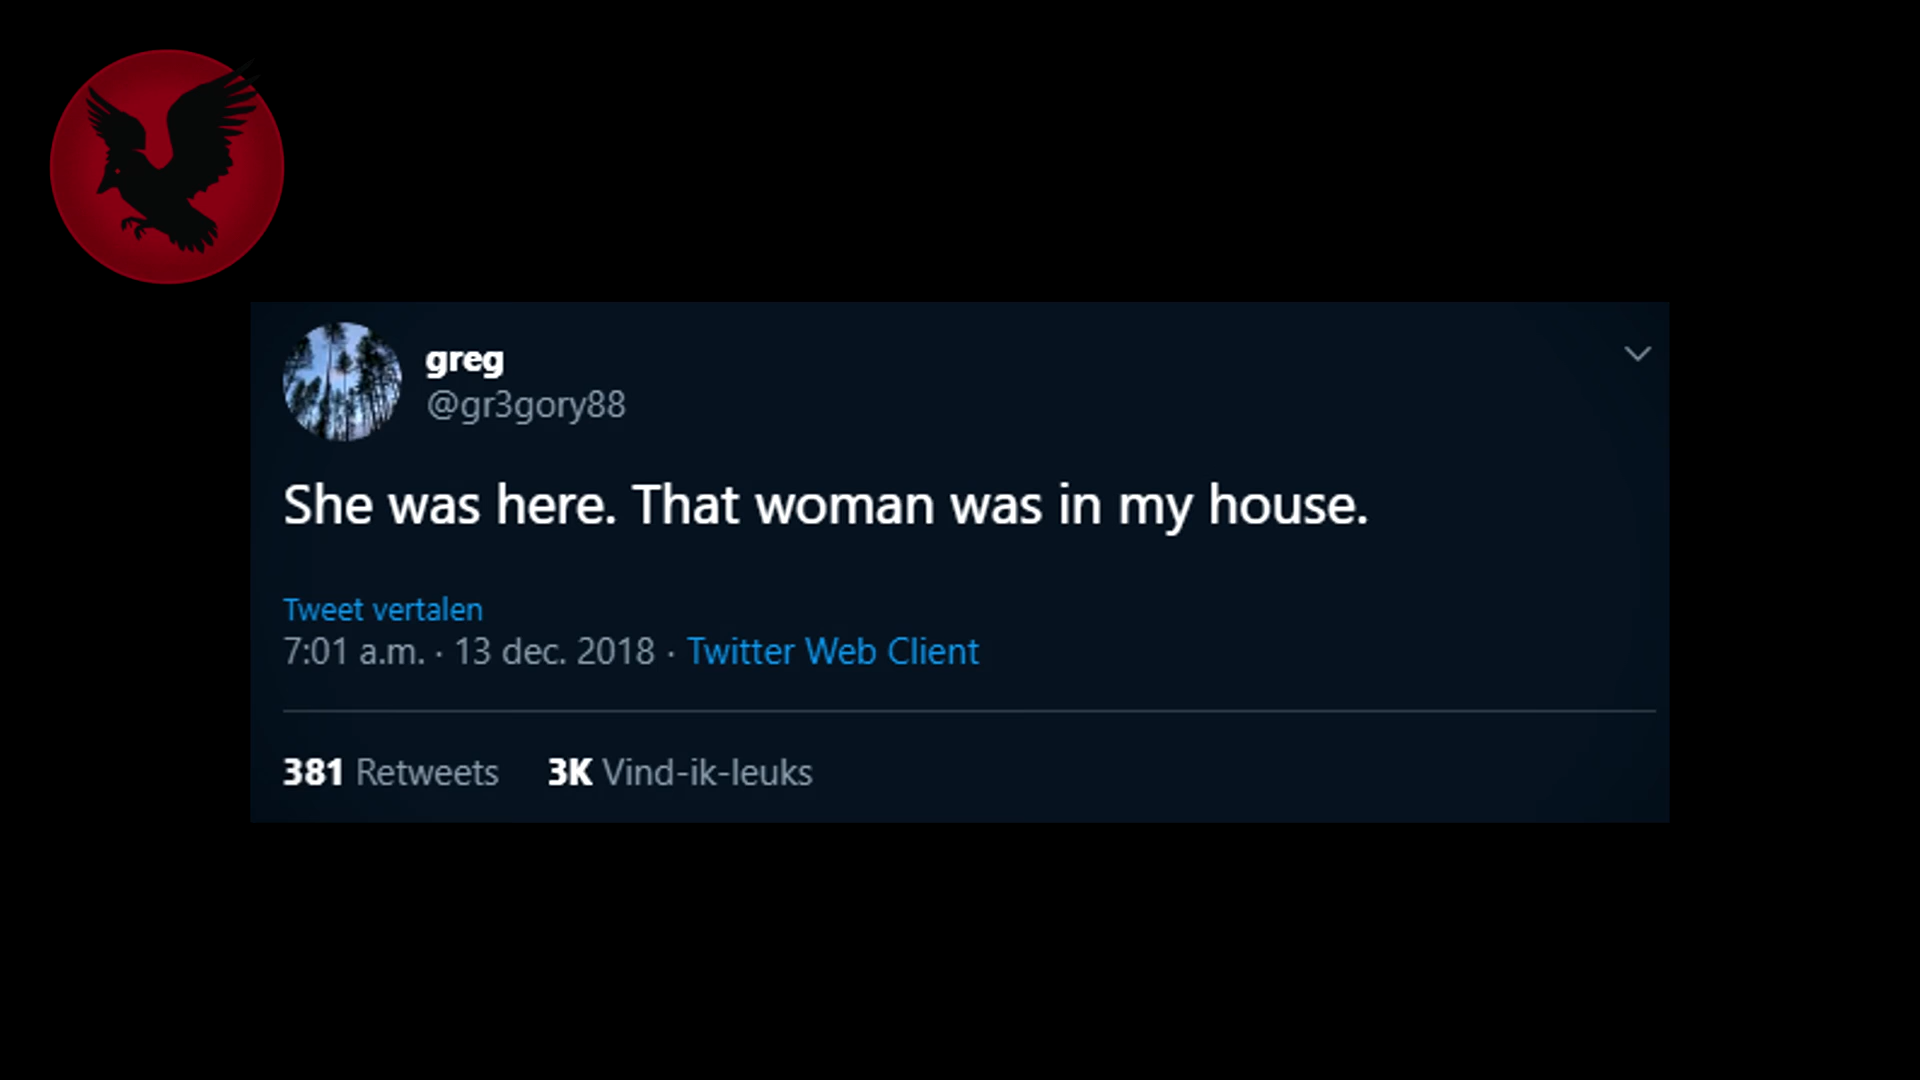 greg
@gr3gory88
She was here. That woman was in my house.
Tweet vertalen
7:01 a.m. · 13 dec. 2018 · Twitter Web Client
381 Retweets 3K Vind-ik-leuks